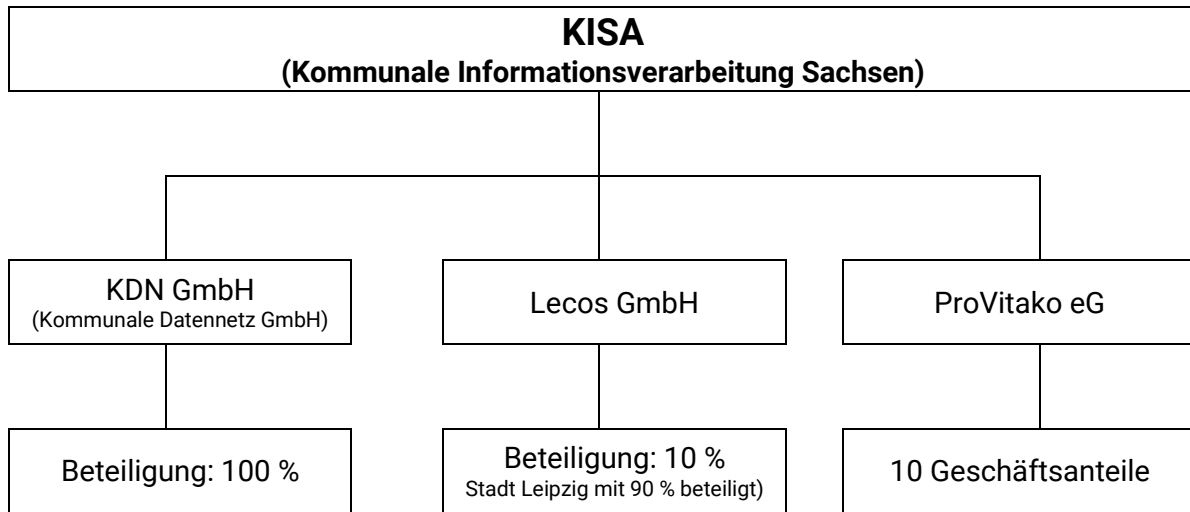 KISA
(Kommunale Informationsverarbeitung Sachsen)
KDN GmbH
(Kommunale Datennetz GmbH)
Lecos GmbH
ProVitako eG
Beteiligung: 100 %
Beteiligung: 10 %
Stadt Leipzig mit 90 % beteiligt)
10 Geschäftsanteile